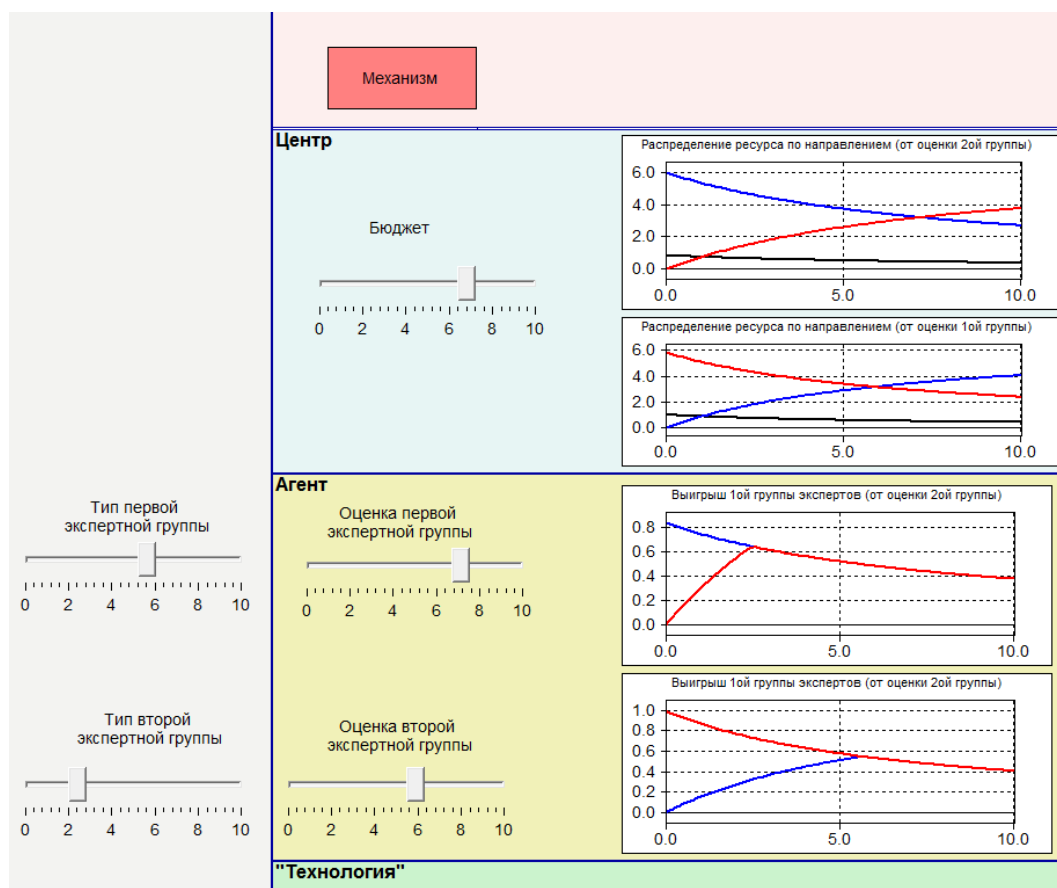 Механизм
Центр
Бюджет
0 2 4 6 8 10
Распределение ресурса по направлением (от оценки 2ой группы)
6.0
4.0
2.0
0.0
0.0 5.0 10.0
Распределение ресурса по направлением (от оценки 1ой группы)
6.0
4.0
2.0
0.0
0.0 5.0 10.0
Тип первой
экспертной группы
0 2 4 6 8 10
Тип второй
экспертной группы
0 2 4 6 8 10
Агент
Оценка первой
экспертной группы
0 2 4 6 8 10
Оценка второй
экспертной группы
0 2 4 6 8 10
Выигрыш 1ой группы экспертов (от оценки 2ой группы)
0.8
0.6
0.4
0.2
0.0
0.0 5.0 10.0
Выигрыш 1ой группы экспертов (от оценки 2ой группы)
1.0
0.8
0.6
0.4
0.2
0.0
0.0 5.0 10.0
"Технология"